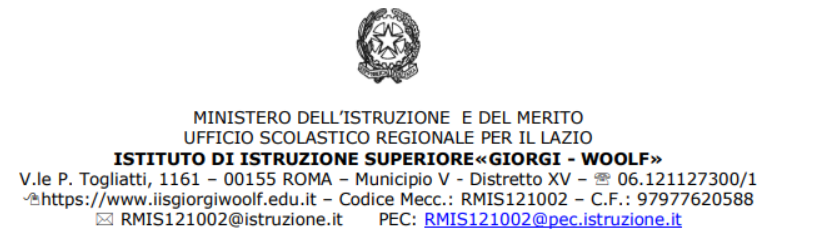 MINISTERO DELL'ISTRUZIONE E DEL MERITO
UFFICIO SCOLASTICO REGIONALE PER IL LAZIO
ISTITUTO DI ISTRUZIONE SUPERIORE«GIORGI - WOOLF»
V.le P. Togliatti, 1161 – 00155 ROMA – Municipio V - Distretto XV – ☏ 06.121127300/1
https://www.iisgiorgiwoolf.edu.it – Codice Mecc.: RMIS121002 – C.F.: 97977620588
✉ RMIS121002@istruzione.it PEC: RMIS121002@pec.istruzione.it